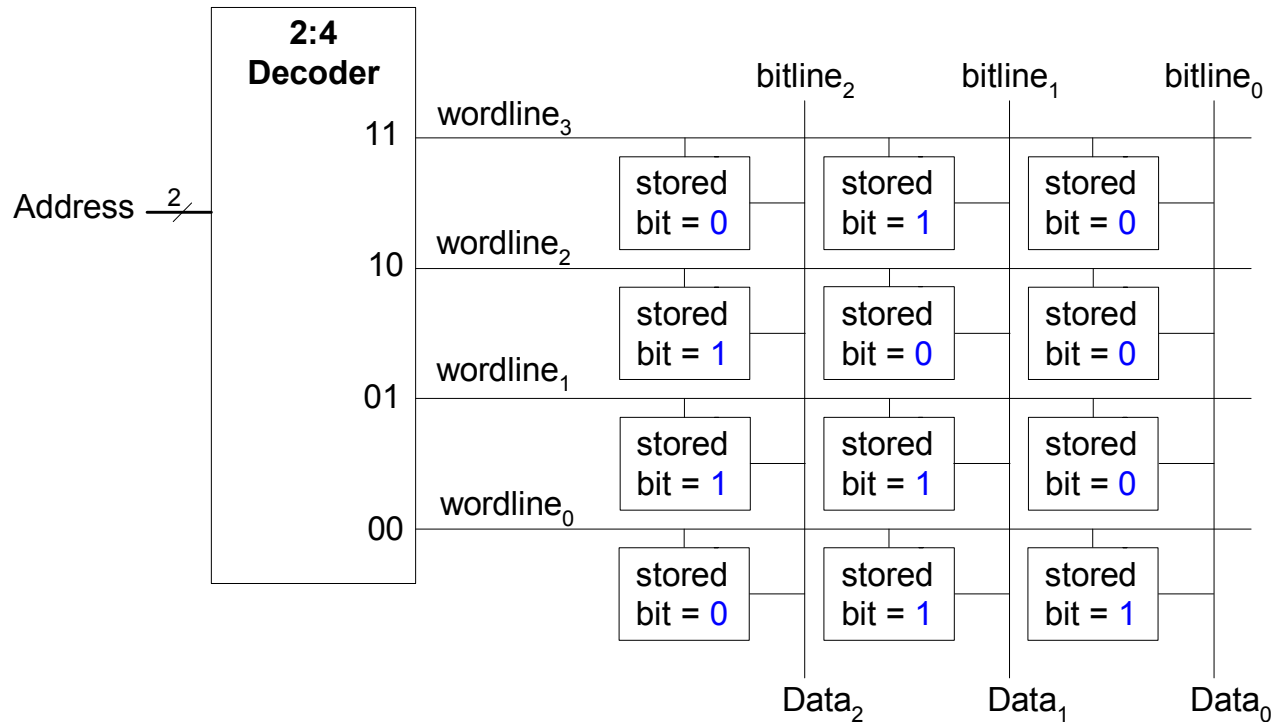 2:4
Decoder
bitline₂ bitline₁ bitline₀
wordline₃
11
stored stored stored
bit = 0 bit = 1 bit = 0
Address 2
wordline₂
10
stored stored stored
bit = 1 bit = 0 bit = 0
wordline₁
01
stored stored stored
bit = 1 bit = 1 bit = 0
wordline₀
00
stored stored stored
bit = 0 bit = 1 bit = 1
Data₂ Data₁ Data₀